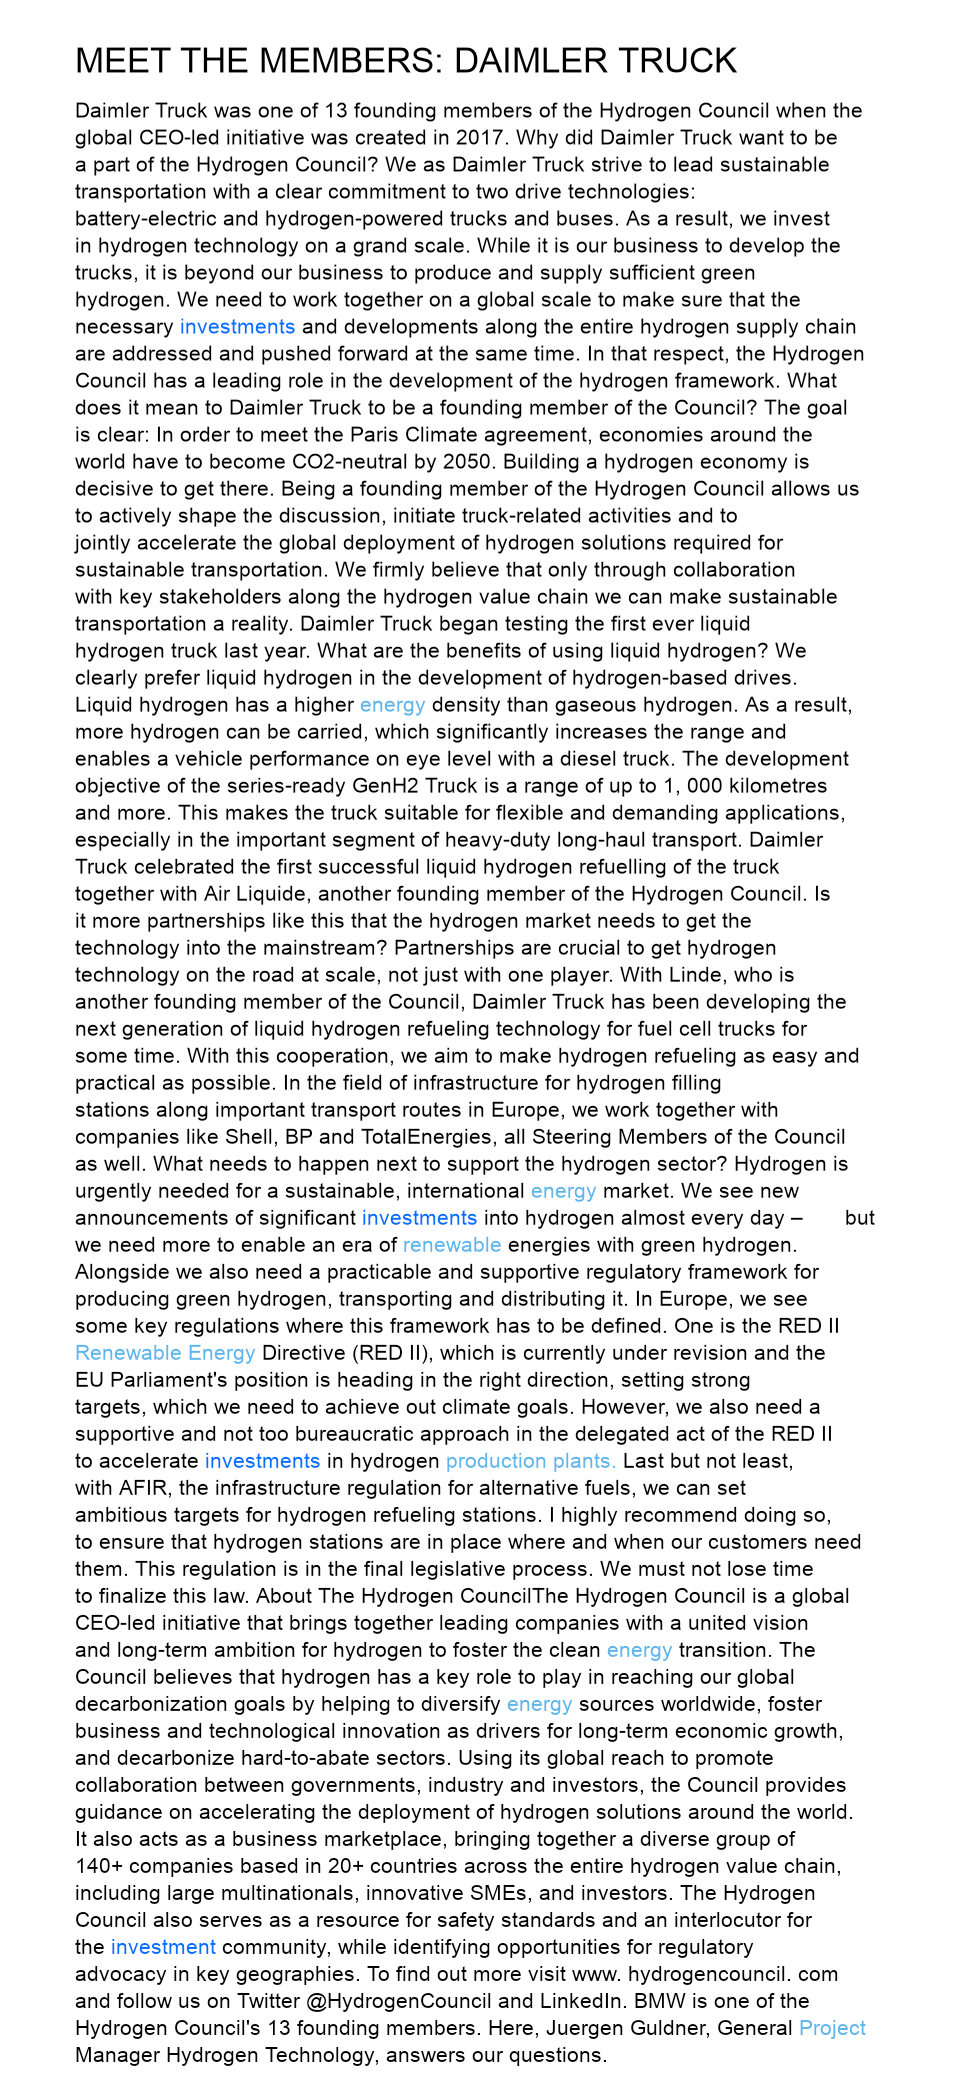 MEET THE MEMBERS: DAIMLER TRUCK
Daimler Truck was one of 13 founding members of the Hydrogen Council when the
global CEO-led initiative was created in 2017. Why did Daimler Truck want to be
a part of the Hydrogen Council? We as Daimler Truck strive to lead sustainable
transportation with a clear commitment to two drive technologies:
battery-electric and hydrogen-powered trucks and buses. As a result, we invest
in hydrogen technology on a grand scale. While it is our business to develop the
trucks, it is beyond our business to produce and supply sufficient green
hydrogen. We need to work together on a global scale to make sure that the
necessary investments and developments along the entire hydrogen supply chain
are addressed and pushed forward at the same time. In that respect, the Hydrogen
Council has a leading role in the development of the hydrogen framework. What
does it mean to Daimler Truck to be a founding member of the Council? The goal
is clear: In order to meet the Paris Climate agreement, economies around the
world have to become CO2-neutral by 2050. Building a hydrogen economy is
decisive to get there. Being a founding member of the Hydrogen Council allows us
to actively shape the discussion, initiate truck-related activities and to
jointly accelerate the global deployment of hydrogen solutions required for
sustainable transportation. We firmly believe that only through collaboration
with key stakeholders along the hydrogen value chain we can make sustainable
transportation a reality. Daimler Truck began testing the first ever liquid
hydrogen truck last year. What are the benefits of using liquid hydrogen? We
clearly prefer liquid hydrogen in the development of hydrogen-based drives.
Liquid hydrogen has a higher energy density than gaseous hydrogen. As a result,
more hydrogen can be carried, which significantly increases the range and
enables a vehicle performance on eye level with a diesel truck. The development
objective of the series-ready GenH2 Truck is a range of up to 1, 000 kilometres
and more. This makes the truck suitable for flexible and demanding applications,
especially in the important segment of heavy-duty long-haul transport. Daimler
Truck celebrated the first successful liquid hydrogen refuelling of the truck
together with Air Liquide, another founding member of the Hydrogen Council. Is
it more partnerships like this that the hydrogen market needs to get the
technology into the mainstream? Partnerships are crucial to get hydrogen
technology on the road at scale, not just with one player. With Linde, who is
another founding member of the Council, Daimler Truck has been developing the
next generation of liquid hydrogen refueling technology for fuel cell trucks for
some time. With this cooperation, we aim to make hydrogen refueling as easy and
practical as possible. In the field of infrastructure for hydrogen filling
stations along important transport routes in Europe, we work together with
companies like Shell, BP and TotalEnergies, all Steering Members of the Council
as well. What needs to happen next to support the hydrogen sector? Hydrogen is
urgently needed for a sustainable, international energy market. We see new
announcements of significant investments into hydrogen almost every day – but
we need more to enable an era of renewable energies with green hydrogen.
Alongside we also need a practicable and supportive regulatory framework for
producing green hydrogen, transporting and distributing it. In Europe, we see
some key regulations where this framework has to be defined. One is the RED II
Renewable Energy Directive (RED II), which is currently under revision and the
EU Parliament's position is heading in the right direction, setting strong
targets, which we need to achieve out climate goals. However, we also need a
supportive and not too bureaucratic approach in the delegated act of the RED II
to accelerate investments in hydrogen production plants. Last but not least,
with AFIR, the infrastructure regulation for alternative fuels, we can set
ambitious targets for hydrogen refueling stations. I highly recommend doing so,
to ensure that hydrogen stations are in place where and when our customers need
them. This regulation is in the final legislative process. We must not lose time
to finalize this law. About The Hydrogen CouncilThe Hydrogen Council is a global
CEO-led initiative that brings together leading companies with a united vision
and long-term ambition for hydrogen to foster the clean energy transition. The
Council believes that hydrogen has a key role to play in reaching our global
decarbonization goals by helping to diversify energy sources worldwide, foster
business and technological innovation as drivers for long-term economic growth,
and decarbonize hard-to-abate sectors. Using its global reach to promote
collaboration between governments, industry and investors, the Council provides
guidance on accelerating the deployment of hydrogen solutions around the world.
It also acts as a business marketplace, bringing together a diverse group of
140+ companies based in 20+ countries across the entire hydrogen value chain,
including large multinationals, innovative SMEs, and investors. The Hydrogen
Council also serves as a resource for safety standards and an interlocutor for
the investment community, while identifying opportunities for regulatory
advocacy in key geographies. To find out more visit www. hydrogencouncil. com
and follow us on Twitter @HydrogenCouncil and LinkedIn. BMW is one of the
Hydrogen Council's 13 founding members. Here, Juergen Guldner, General Project
Manager Hydrogen Technology, answers our questions.